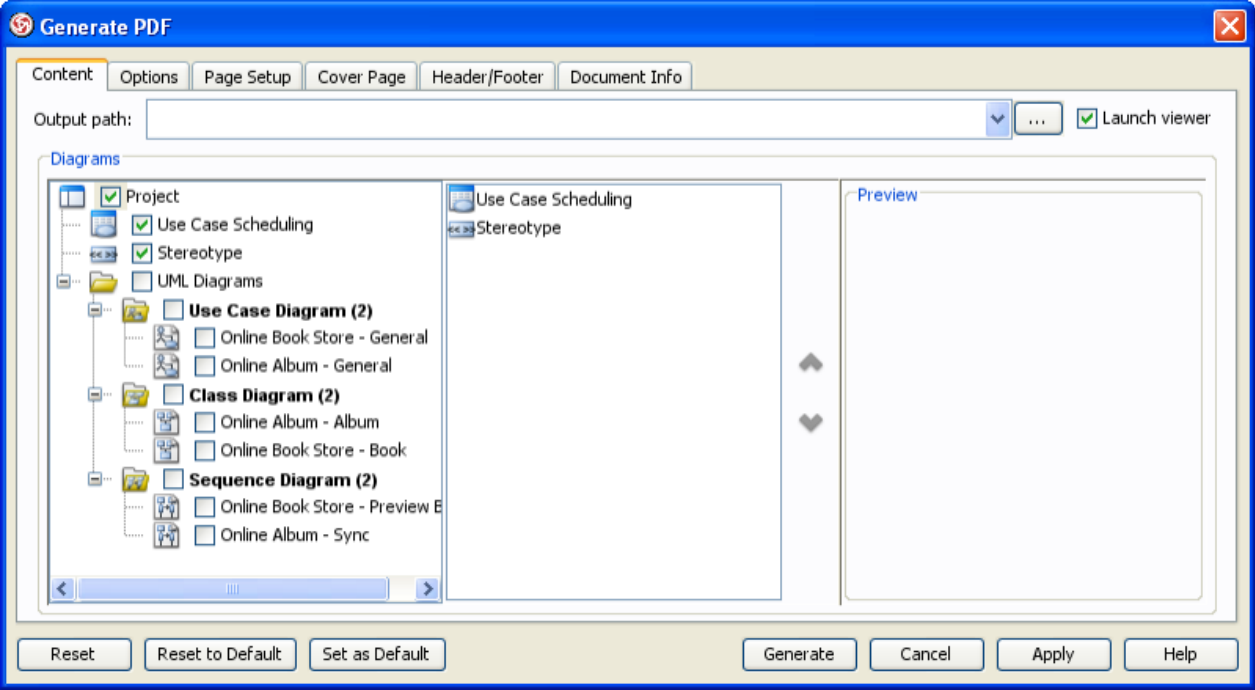 Generate PDF
Content Options Page Setup Cover Page Header/Footer Document Info
Output path: ... Launch viewer
Diagrams
Project
Use Case Scheduling
<< >> Stereotype
UML Diagrams
Use Case Diagram (2)
Online Book Store - General
Online Album - General
Class Diagram (2)
Online Album - Album
Online Book Store - Book
Sequence Diagram (2)
Online Book Store - Preview B
Online Album - Sync
Use Case Scheduling
<< >> Stereotype
Preview
Reset Reset to Default Set as Default Generate Cancel Apply Help